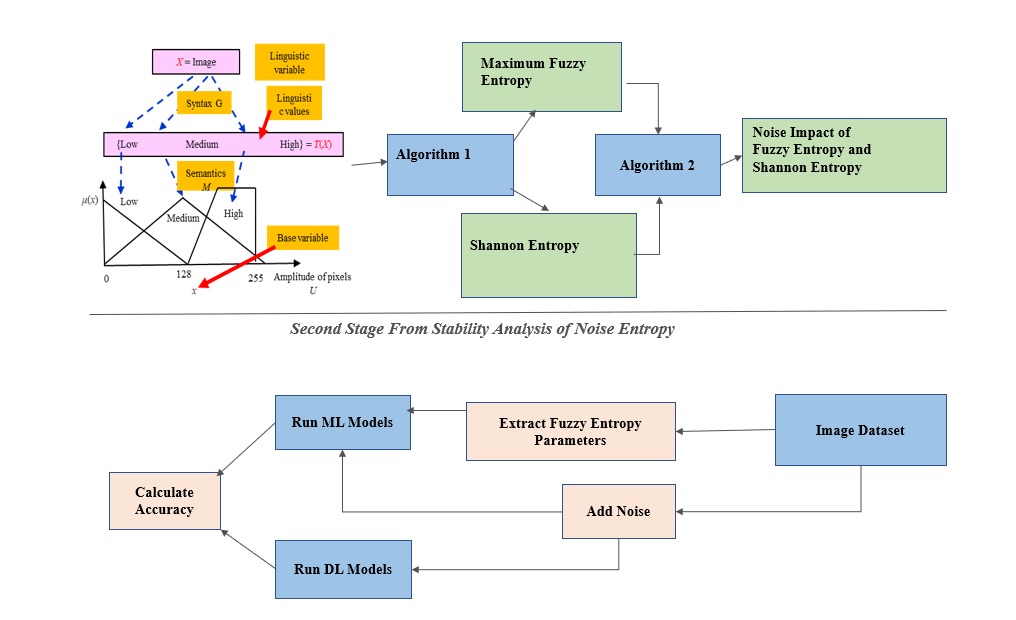 X = Image
Linguistic
variable
Syntax G
Linguisti
c values
{Low
Medium
High} = T(X)
Semantics
M
μ(x)
Low
Medium
High
Base variable
0
128
255
Amplitude of pixels
x
U
Algorithm 1
Maximum Fuzzy
Entropy
Shannon Entropy
Algorithm 2
Noise Impact of
Fuzzy Entropy and
Shannon Entropy
Second Stage From Stability Analysis of Noise Entropy
Run ML Models
Extract Fuzzy Entropy
Parameters
Image Dataset
Calculate
Accuracy
Add Noise
Run DL Models